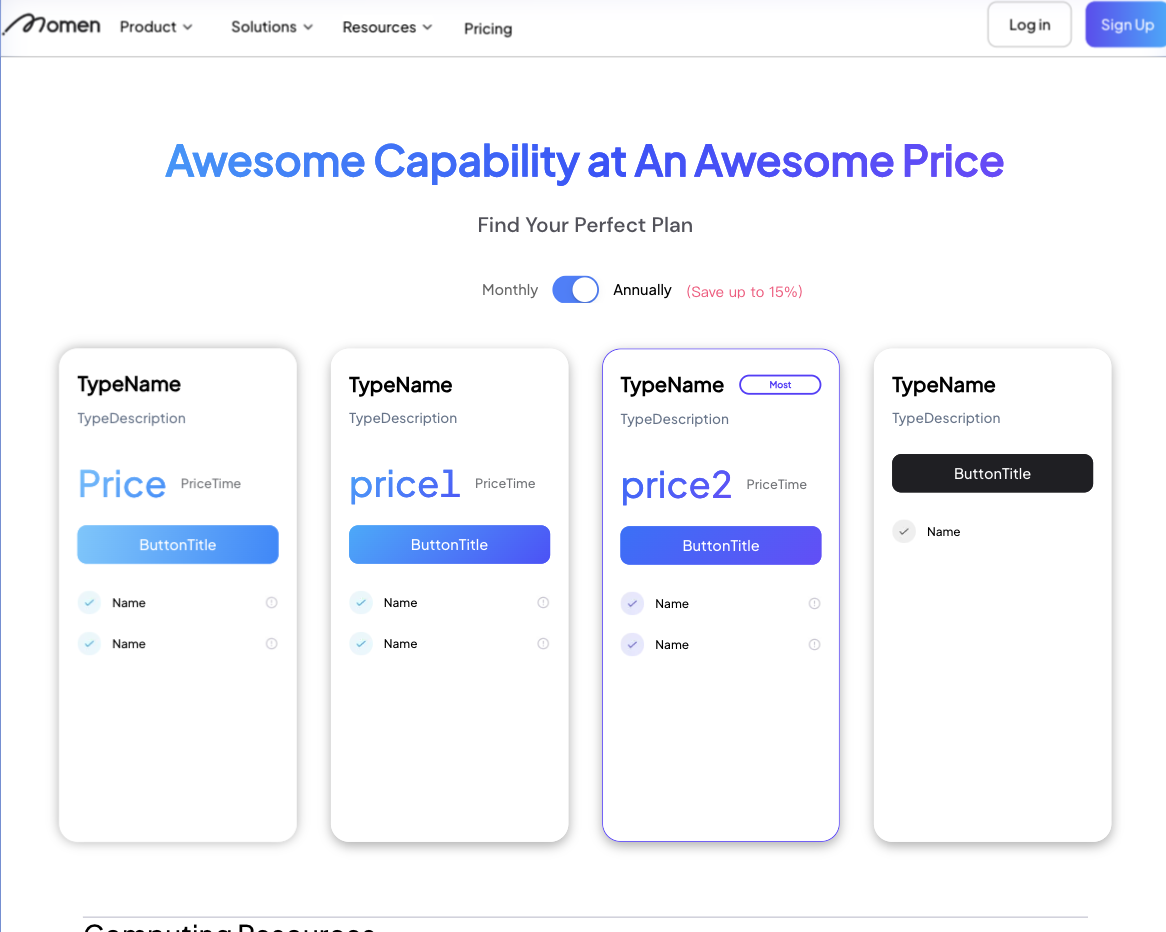 Momen Product Solutions Resources Pricing Log in Sign Up
Awesome Capability at An Awesome Price
Find Your Perfect Plan
Monthly Annually (Save up to 15%)
TypeName
TypeDescription
Price PriceTime
ButtonTitle
Name
Name
TypeName
TypeDescription
price1 PriceTime
ButtonTitle
Name
Name
TypeName Most
TypeDescription
price2 PriceTime
ButtonTitle
Name
Name
TypeName
TypeDescription
ButtonTitle
Name
Computing Resources